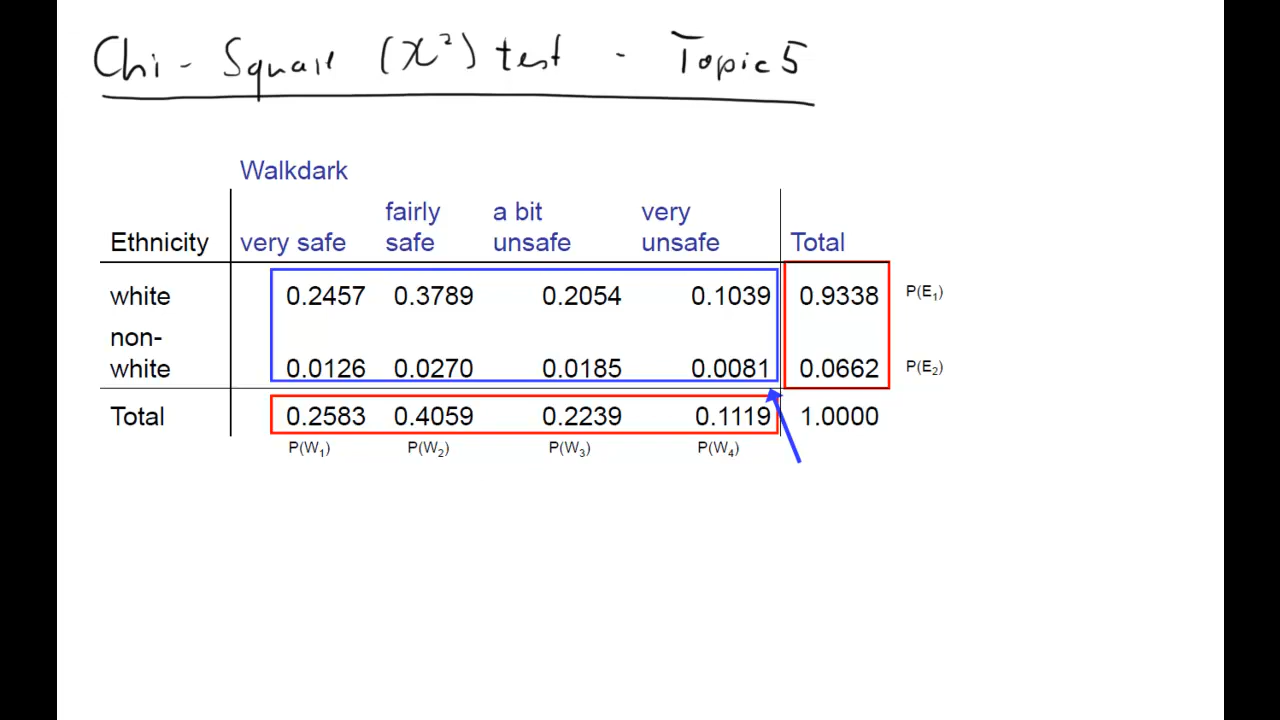 Chi - Square (χ²) test - Topic 5
Walkdark
fairly a bit very
Ethnicity very safe safe unsafe unsafe Total
white 0.2457 0.3789 0.2054 0.1039 0.9338 P(E₁)
non-
white 0.0126 0.0270 0.0185 0.0081 0.0662 P(E₂)
Total 0.2583 0.4059 0.2239 0.1119 1.0000
P(W₁) P(W₂) P(W₃) P(W₄)